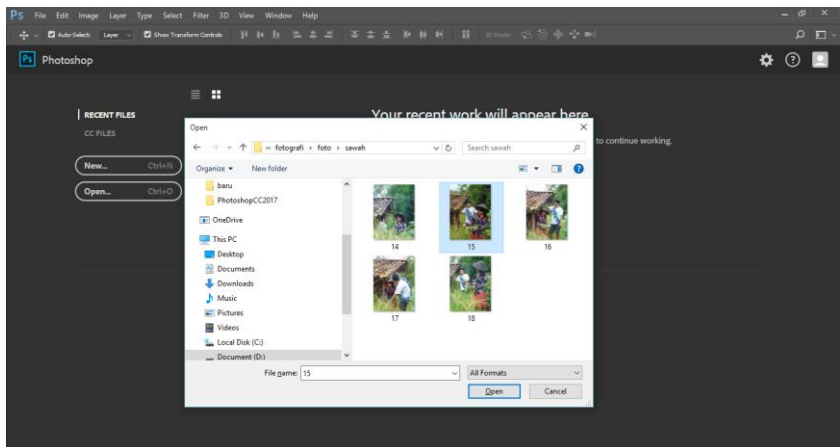 Ps File Edit Image Layer Type Select Filter 3D View Window Help
Auto-Select: Layer Show Transform Controls 3D Mode:
Ps Photoshop
RECENT FILES
CC FILES
New... Ctrl+N
Open... Ctrl+O
Your recent work will appear here
to continue working.
Open
« fotografi › foto › sawah
Search sawah
Organize New folder
baru
PhotoshopCC2017
OneDrive
This PC
Desktop
Documents
Downloads
Music
Pictures
Videos
Local Disk (C:)
Document (D:)
14 15 16
17 18
File name: 15 All Formats
Open Cancel